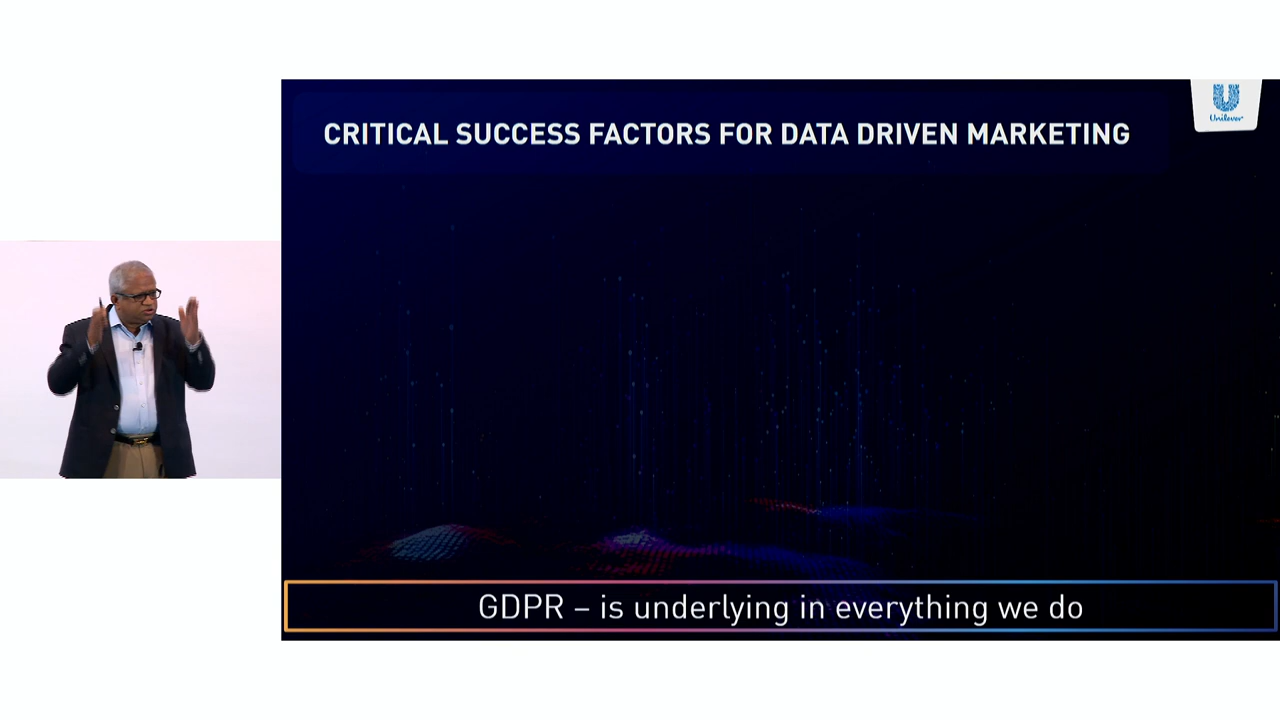 CRITICAL SUCCESS FACTORS FOR DATA DRIVEN MARKETING
Unilever
GDPR – is underlying in everything we do